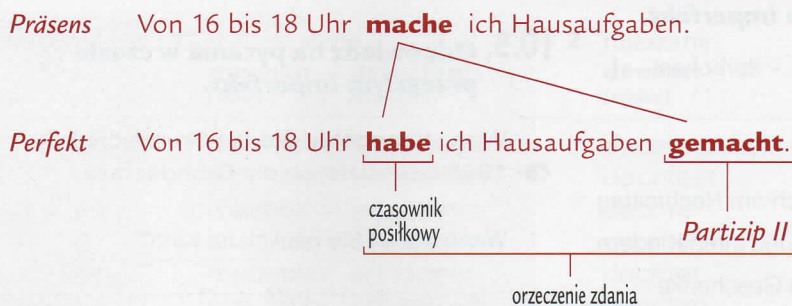 Präsens Von 16 bis 18 Uhr mache ich Hausaufgaben.
Perfekt Von 16 bis 18 Uhr habe ich Hausaufgaben gemacht.
czasownik
posiłkowy
Partizip II
orzeczenie zdania